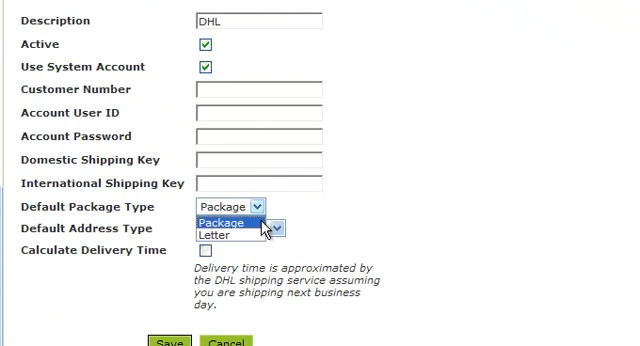 Description DHL
Active
Use System Account
Customer Number
Account User ID
Account Password
Domestic Shipping Key
International Shipping Key
Default Package Type Package
Package
Default Address Type
Letter
Calculate Delivery Time
Delivery time is approximated by
the DHL shipping service assuming
you are shipping next business
day.
Save Cancel